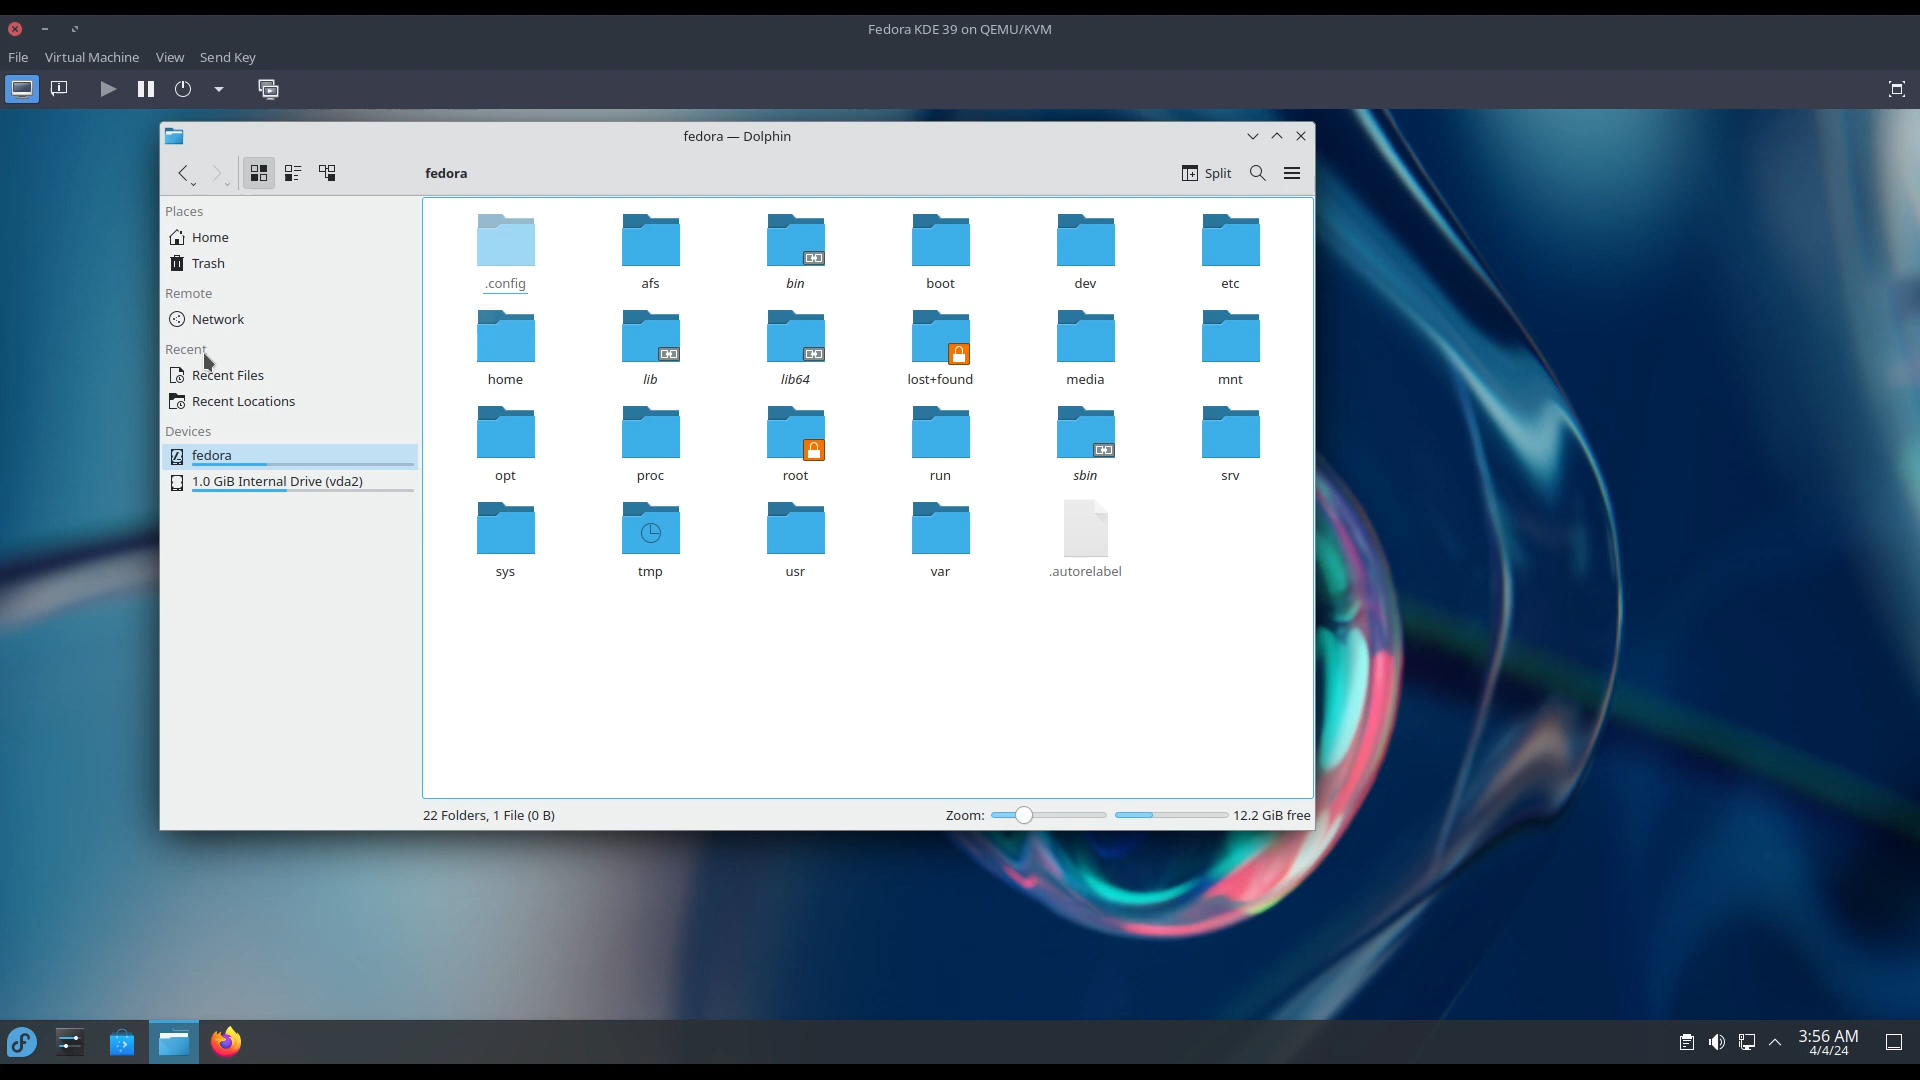 Fedora KDE 39 on QEMU/KVM
File Virtual Machine View Send Key
fedora — Dolphin
fedora
Split
Places
Home
Trash
Remote
Network
Recent
Recent Files
Recent Locations
Devices
fedora
1.0 GiB Internal Drive (vda2)
.config afs bin boot dev etc
home lib lib64 lost+found media mnt
opt proc root run sbin srv
sys tmp usr var .autorelabel
22 Folders, 1 File (0 B)
Zoom:
12.2 GiB free
3:56 AM
4/4/24